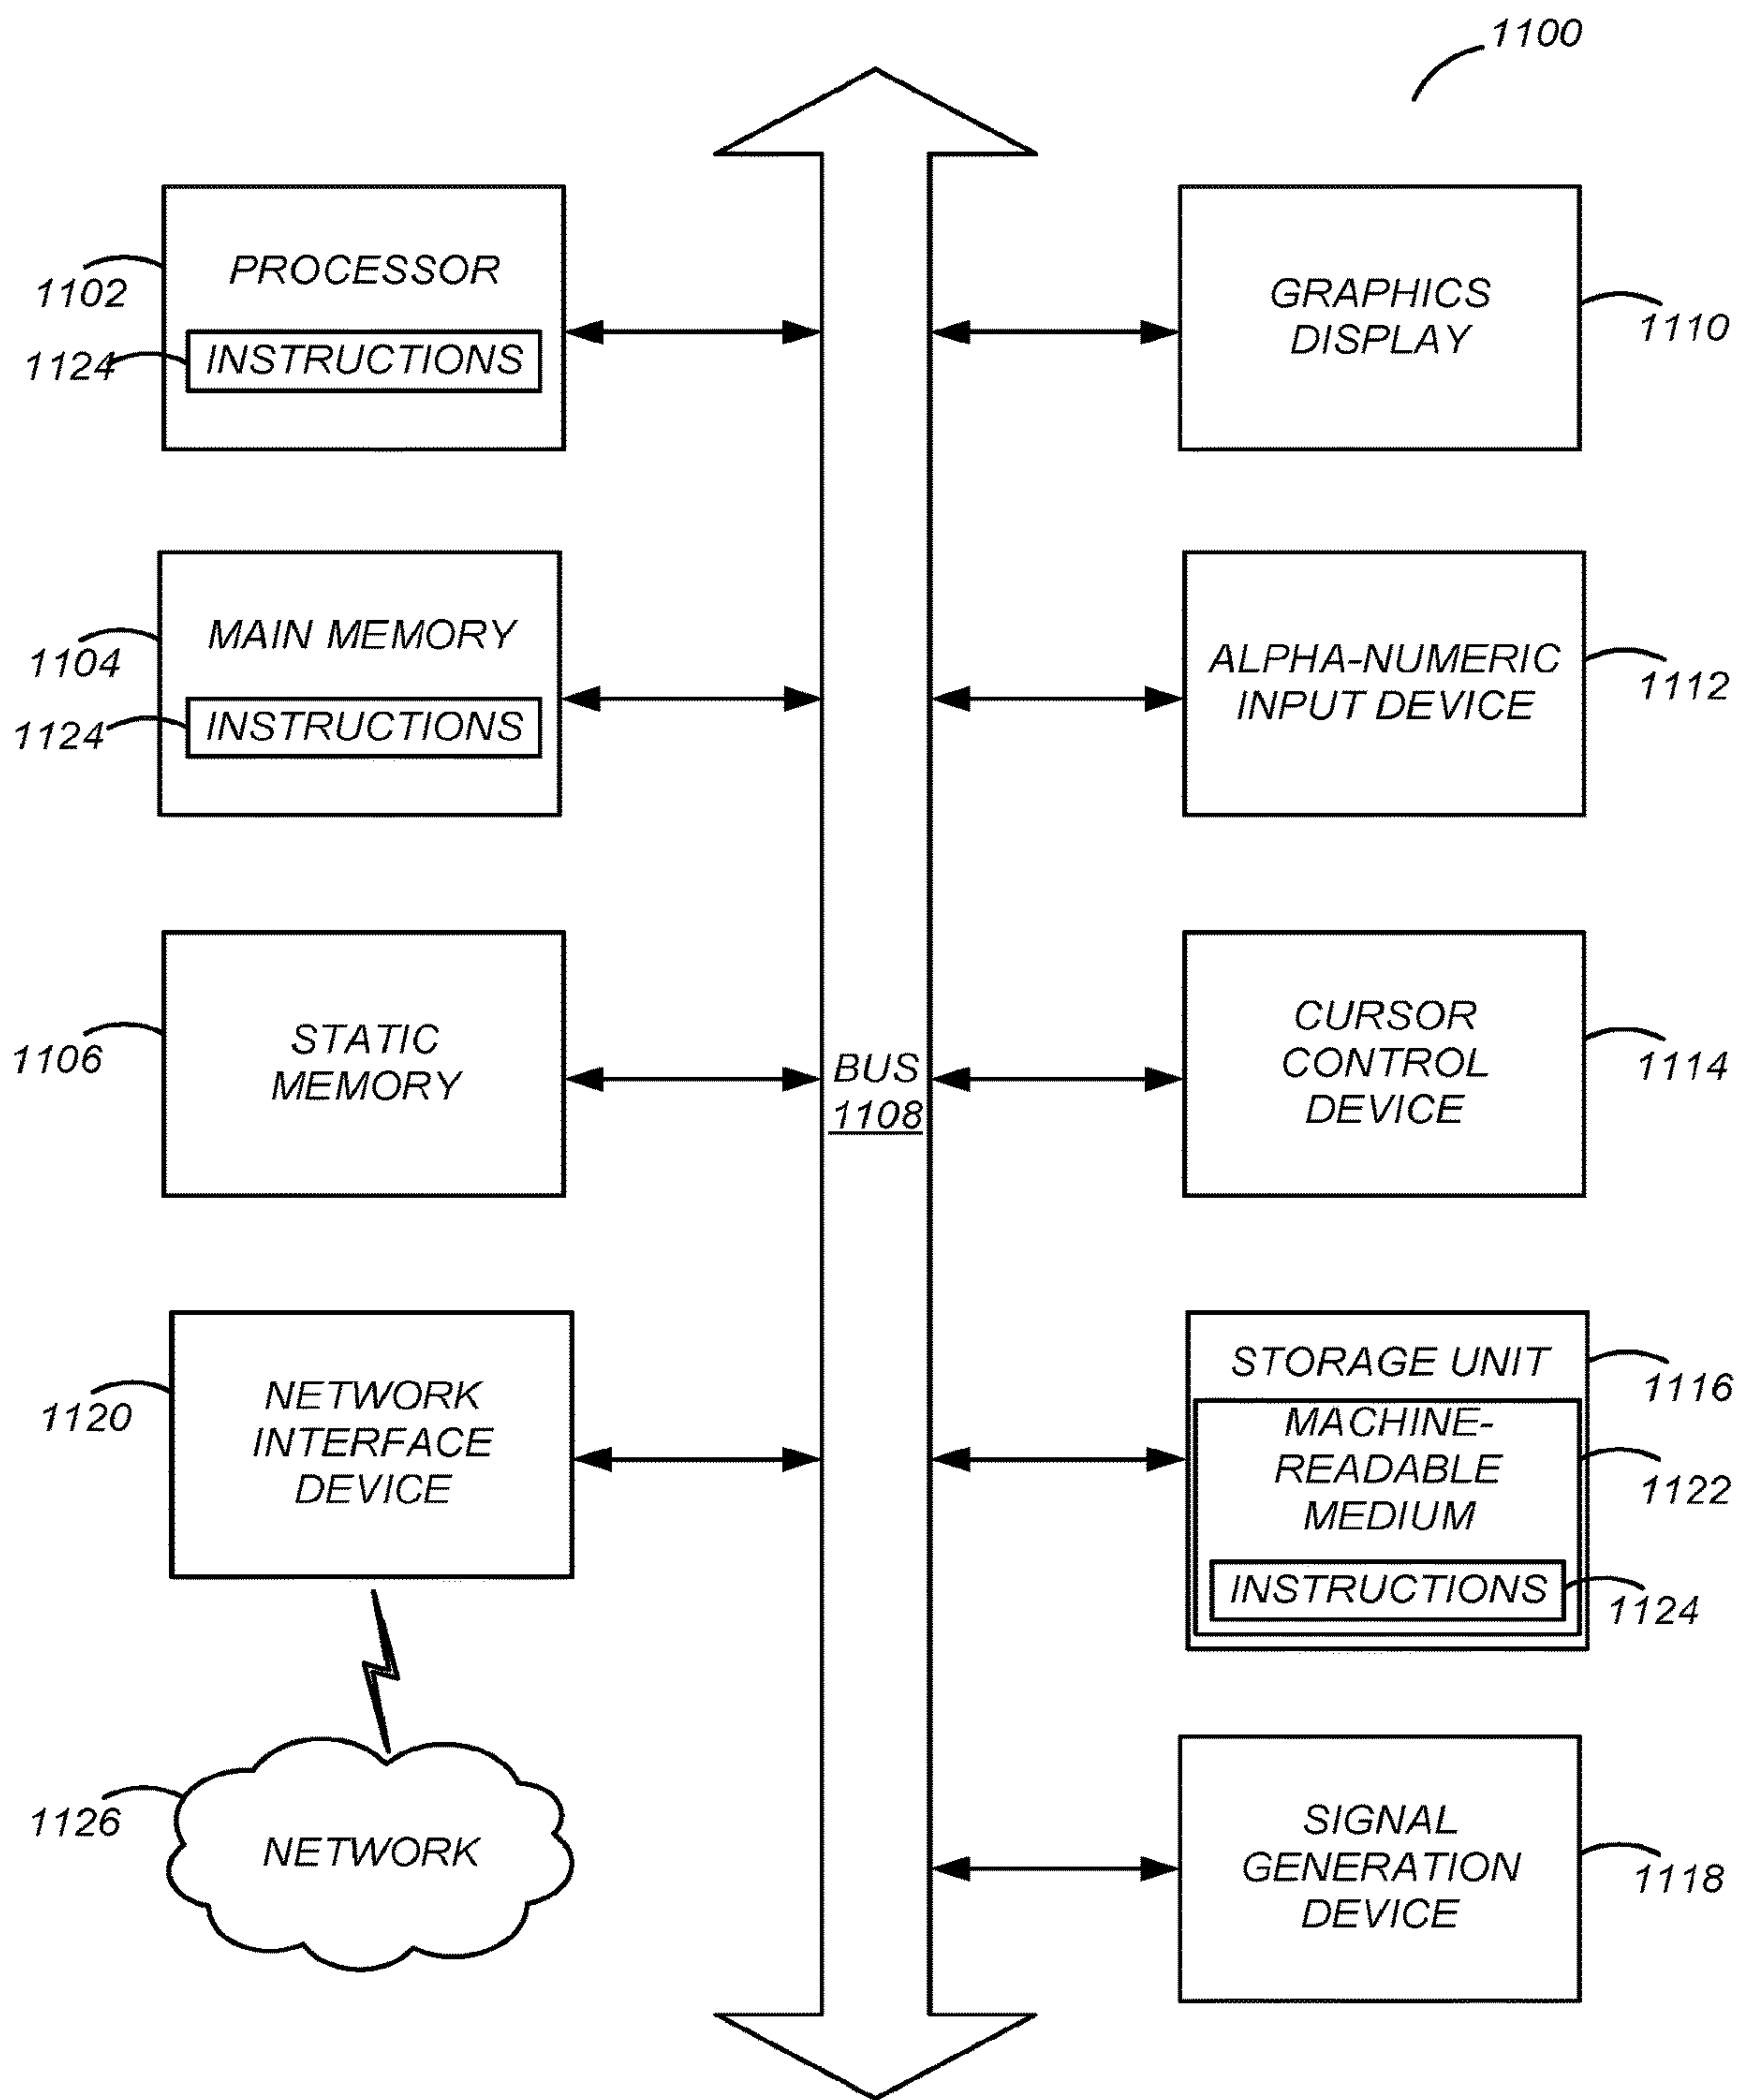 1100
PROCESSOR
1102
INSTRUCTIONS
1124
GRAPHICS
DISPLAY
1110
MAIN MEMORY
1104
INSTRUCTIONS
1124
ALPHA-NUMERIC
INPUT DEVICE
1112
STATIC
MEMORY
1106
BUS
1108
CURSOR
CONTROL
DEVICE
1114
NETWORK
INTERFACE
DEVICE
1120
STORAGE UNIT
1116
MACHINE-
READABLE
MEDIUM
1122
INSTRUCTIONS
1124
NETWORK
1126
SIGNAL
GENERATION
DEVICE
1118